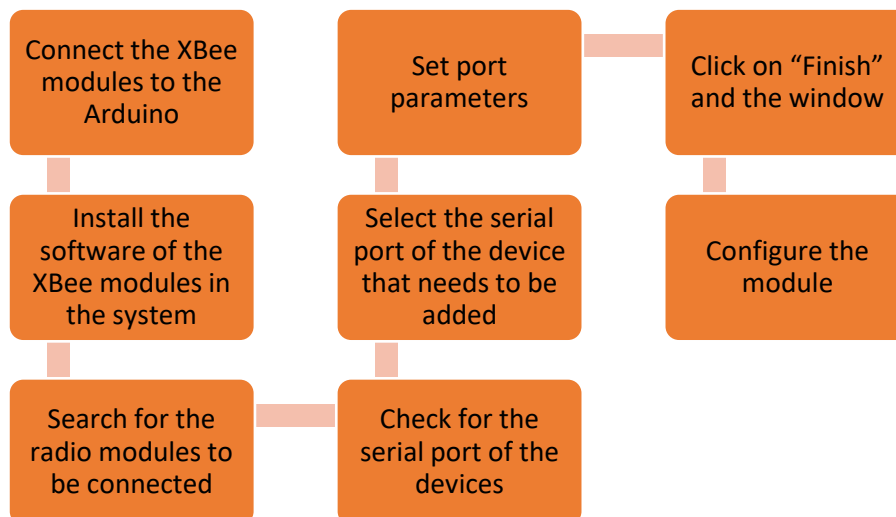 Connect the XBee
modules to the
Arduino
Install the
software of the
XBee modules in
the system
Search for the
radio modules to
be connected
Check for the
serial port of the
devices
Select the serial
port of the device
that needs to be
added
Set port
parameters
Click on “Finish”
and the window
Configure the
module